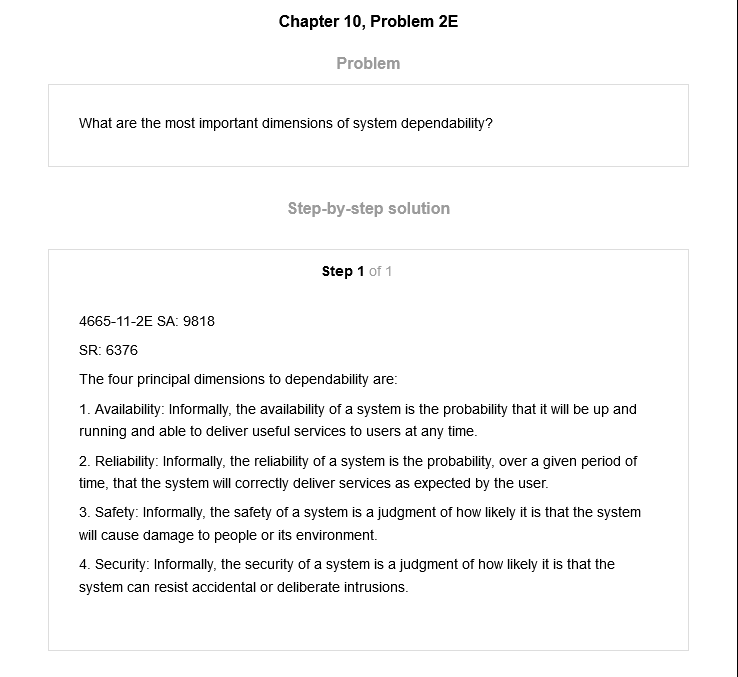 Chapter 10, Problem 2E
Problem
What are the most important dimensions of system dependability?
Step-by-step solution
Step 1 of 1
4665-11-2E SA: 9818
SR: 6376
The four principal dimensions to dependability are:
1. Availability: Informally, the availability of a system is the probability that it will be up and
running and able to deliver useful services to users at any time.
2. Reliability: Informally, the reliability of a system is the probability, over a given period of
time, that the system will correctly deliver services as expected by the user.
3. Safety: Informally, the safety of a system is a judgment of how likely it is that the system
will cause damage to people or its environment.
4. Security: Informally, the security of a system is a judgment of how likely it is that the
system can resist accidental or deliberate intrusions.